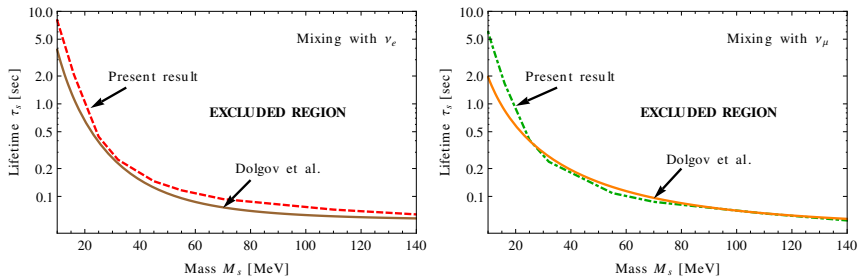 10.0
5.0
2.0
1.0
0.5
0.2
0.1
Lifetime τs [sec]
Mixing with νe
Present result
EXCLUDED REGION
Dolgov et al.
20
40
60
80
100
120
140
Mass Ms [MeV]
10.0
5.0
2.0
1.0
0.5
0.2
0.1
Lifetime τs [sec]
Mixing with νμ
Present result
EXCLUDED REGION
Dolgov et al.
20
40
60
80
100
120
140
Mass Ms [MeV]